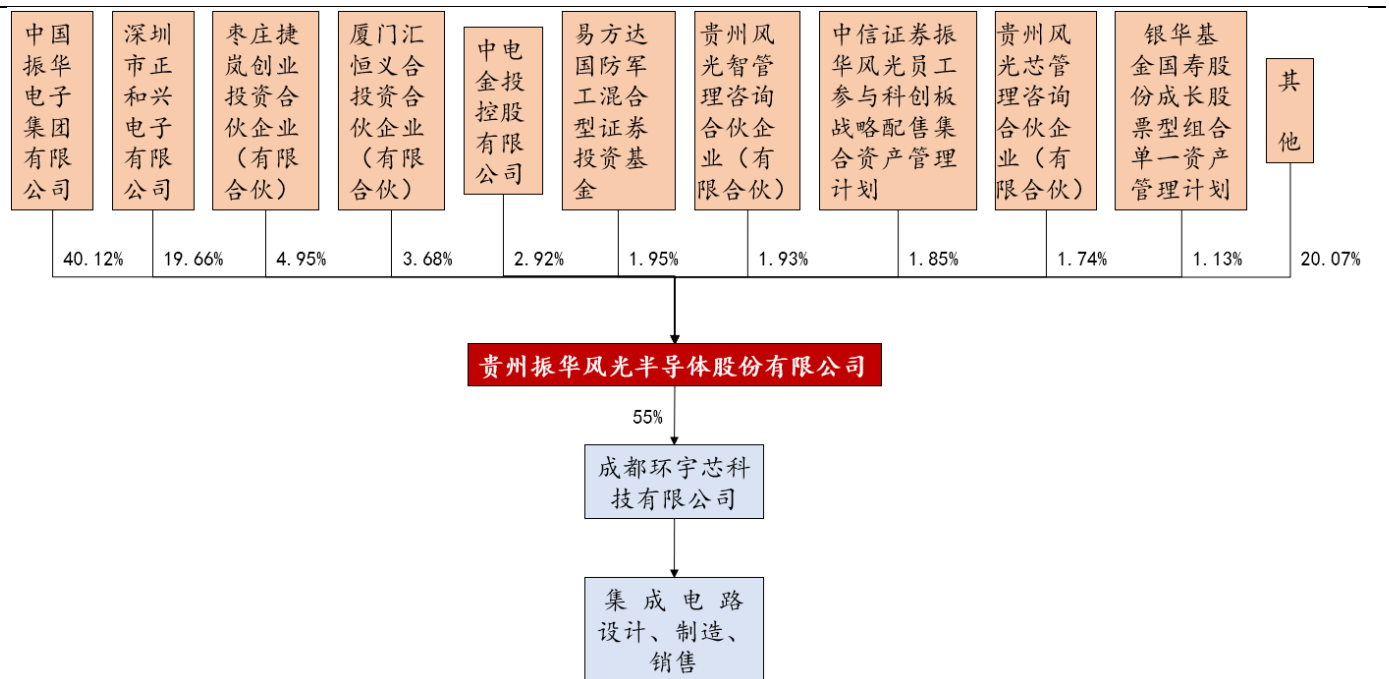 中国
振华
电子
集团
有限
公司
深圳
市正
和兴
电子
有限
公司
枣庄捷
岚创业
投资合
伙企业
（有限
合伙）
厦门汇
恒义合
投资合
伙企业
（有限
合伙）
中电
金投
控股
有限
公司
易方达
国防军
工混合
型证券
投资基
金
贵州风
光智管
理咨询
合伙企
业（有
限合伙）
中信证券振
华风光员工
参与科创板
战略配售集
合资产管理
计划
贵州风
光芯管
理咨询
合伙企
业（有
限合伙）
银华基
金国寿股
份成长股
票型组合
单一资产
管理计划
其
他
40.12%
19.66%
4.95%
3.68%
2.92%
1.95%
1.93%
1.85%
1.74%
1.13%
20.07%
贵州振华风光半导体股份有限公司
55%
成都环宇芯科
技有限公司
集成电路
设计、制造、
销售